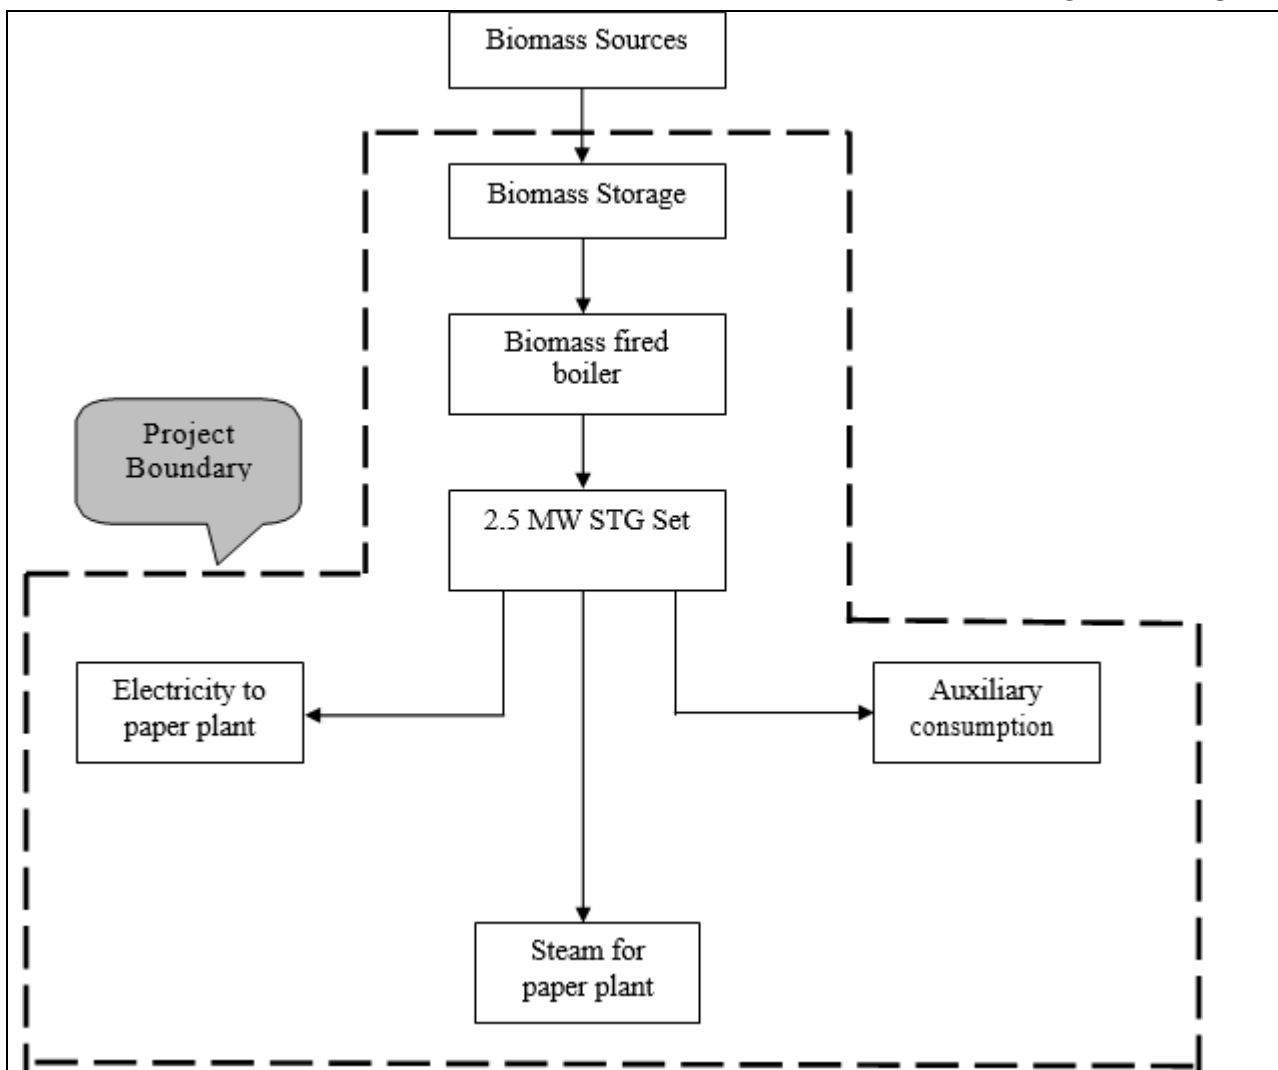 Biomass Sources
Biomass Storage
Biomass fired
boiler
Project
Boundary
2.5 MW STG Set
Electricity to
paper plant
Auxiliary
consumption
Steam for
paper plant